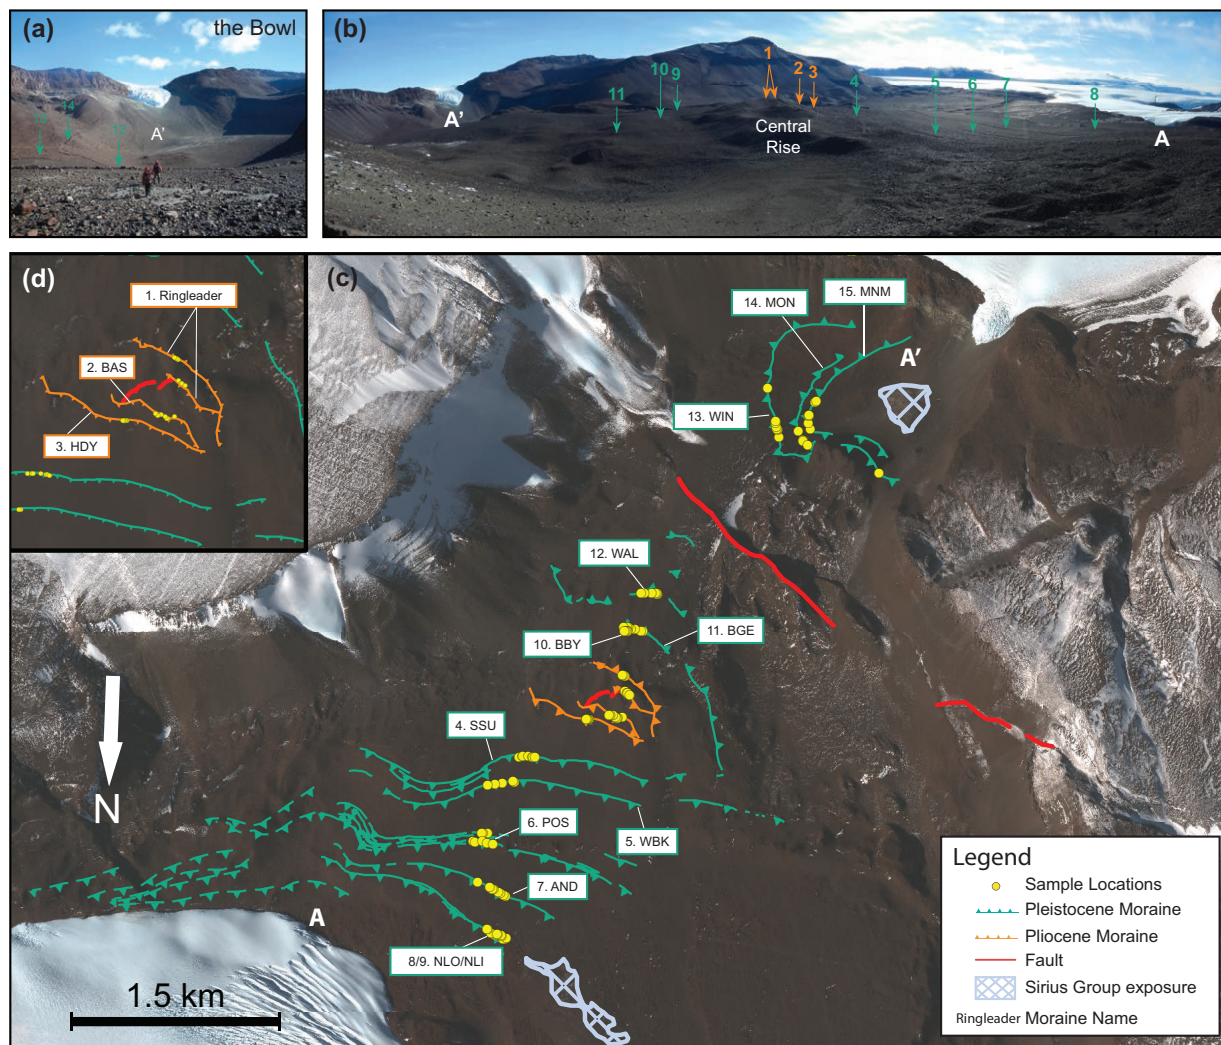 (a)
the Bowl
14
15
13
A'
(b)
1
2
3
4
5
6
7
8
9
10
11
A'
Central
Rise
A
(d)
1. Ringleader
2. BAS
3. HDY
(c)
14. MON
15. MNM
A'
13. WIN
12. WAL
10. BBY
11. BGE
4. SSU
6. POS
5. WBK
7. AND
A
8/9. NLO/NLI
N
1.5 km
Legend
Sample Locations
Pleistocene Moraine
Pliocene Moraine
Fault
Sirius Group exposure
Ringleader Moraine Name